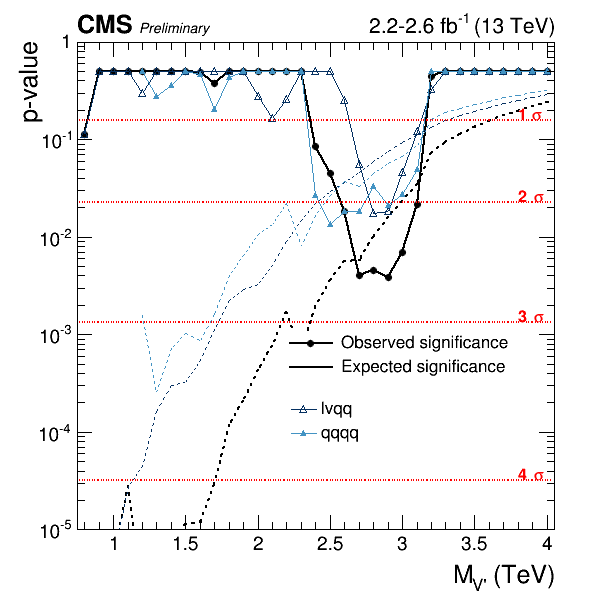 CMS Preliminary 2.2-2.6 fb⁻¹ (13 TeV)
p-value
1
10⁻¹
10⁻²
10⁻³
10⁻⁴
10⁻⁵
1 σ
2 σ
3 σ
4 σ
Observed significance
Expected significance
lvqq
qqqq
1 1.5 2 2.5 3 3.5 4
M_V' (TeV)